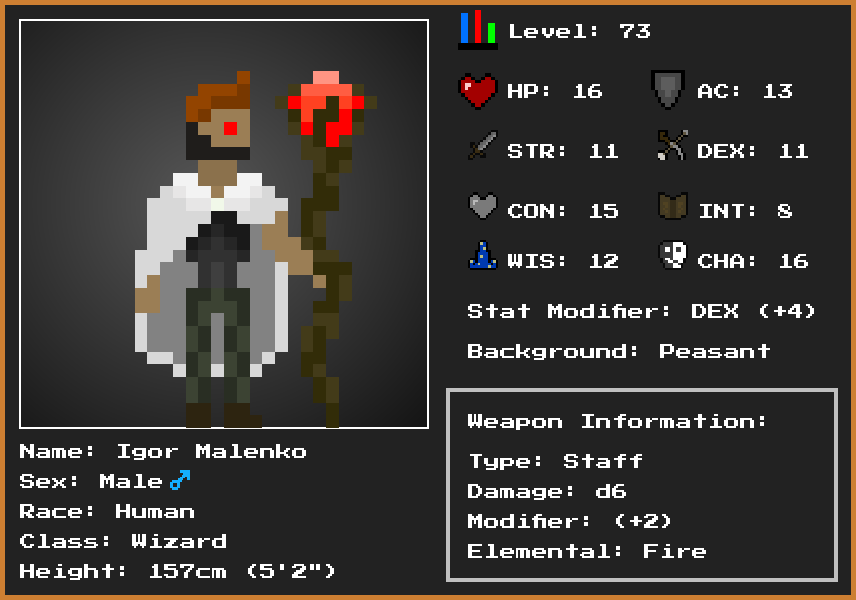 Level: 73
HP: 16 AC: 13
STR: 11 DEX: 11
CON: 15 INT: 8
WIS: 12 CHA: 16
Stat Modifier: DEX (+4)
Background: Peasant
Weapon Information:
Type: Staff
Damage: d6
Modifier: (+2)
Elemental: Fire
Name: Igor Malenko
Sex: Male ♂
Race: Human
Class: Wizard
Height: 157cm (5'2")